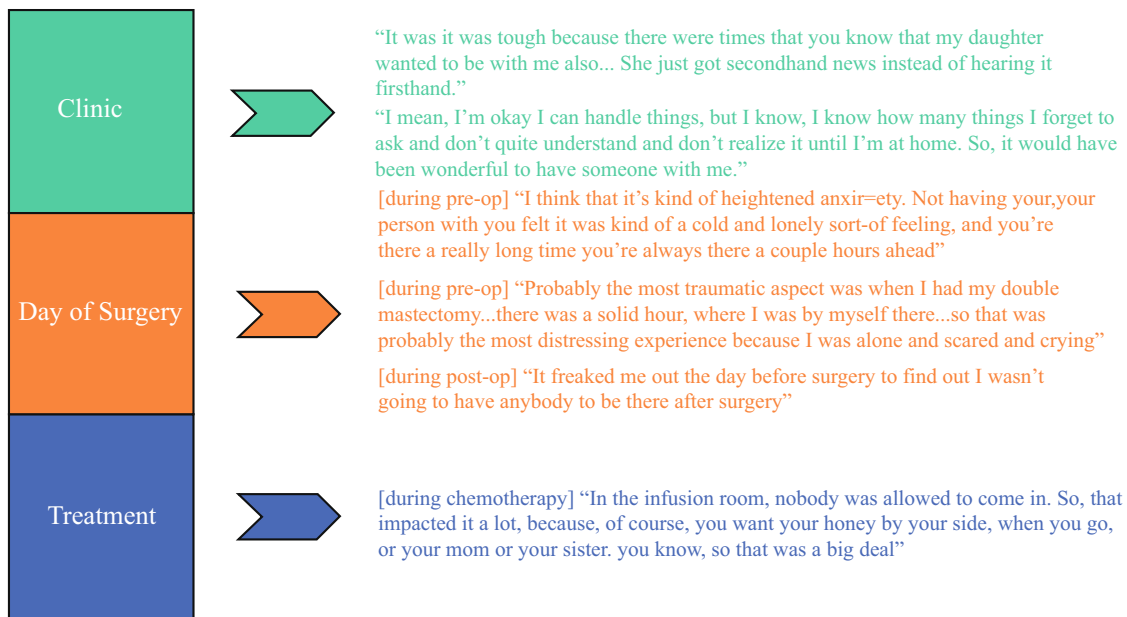 Clinic
“It was it was tough because there were times that you know that my daughter
wanted to be with me also... She just got secondhand news instead of hearing it
firsthand.”
“I mean, I’m okay I can handle things, but I know, I know how many things I forget to
ask and don’t quite understand and don’t realize it until I’m at home. So, it would have
been wonderful to have someone with me.”
Day of Surgery
[during pre-op] “I think that it’s kind of heightened anxir=ety. Not having your,your
person with you felt it was kind of a cold and lonely sort-of feeling, and you’re
there a really long time you’re always there a couple hours ahead”
[during pre-op] “Probably the most traumatic aspect was when I had my double
mastectomy...there was a solid hour, where I was by myself there...so that was
probably the most distressing experience because I was alone and scared and crying”
[during post-op] “It freaked me out the day before surgery to find out I wasn’t
going to have anybody to be there after surgery”
Treatment
[during chemotherapy] “In the infusion room, nobody was allowed to come in. So, that
impacted it a lot, because, of course, you want your honey by your side, when you go,
or your mom or your sister. you know, so that was a big deal”